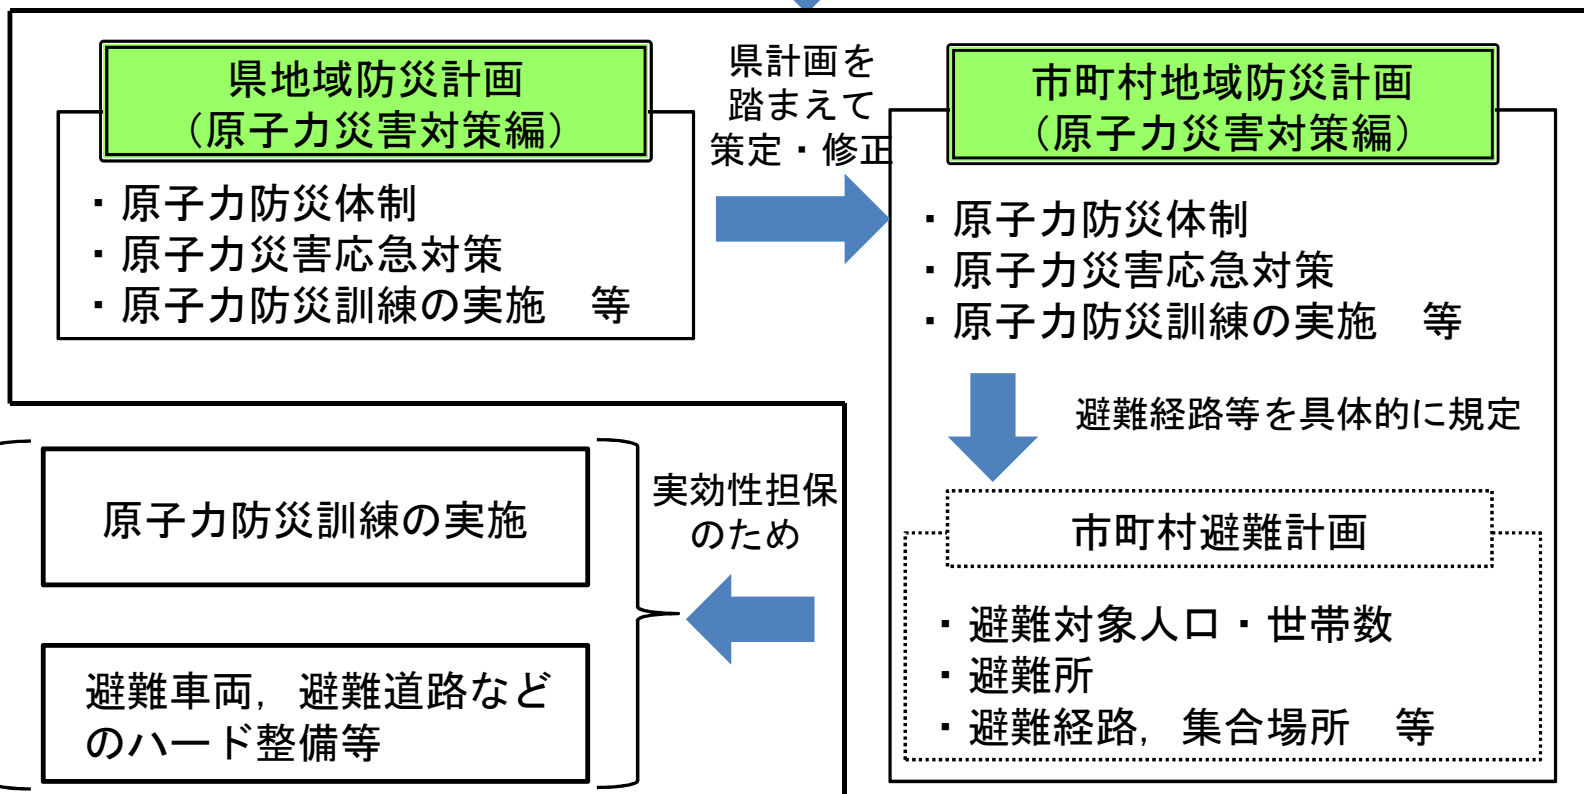 県地域防災計画
（原子力災害対策編）
・原子力防災体制
・原子力災害応急対策
・原子力防災訓練の実施　等
県計画を
踏まえて
策定・修正
市町村地域防災計画
（原子力災害対策編）
・原子力防災体制
・原子力災害応急対策
・原子力防災訓練の実施　等
避難経路等を具体的に規定
市町村避難計画
・避難対象人口・世帯数
・避難所
・避難経路，集合場所　等
実効性担保
のため
原子力防災訓練の実施
避難車両，避難道路など
のハード整備等